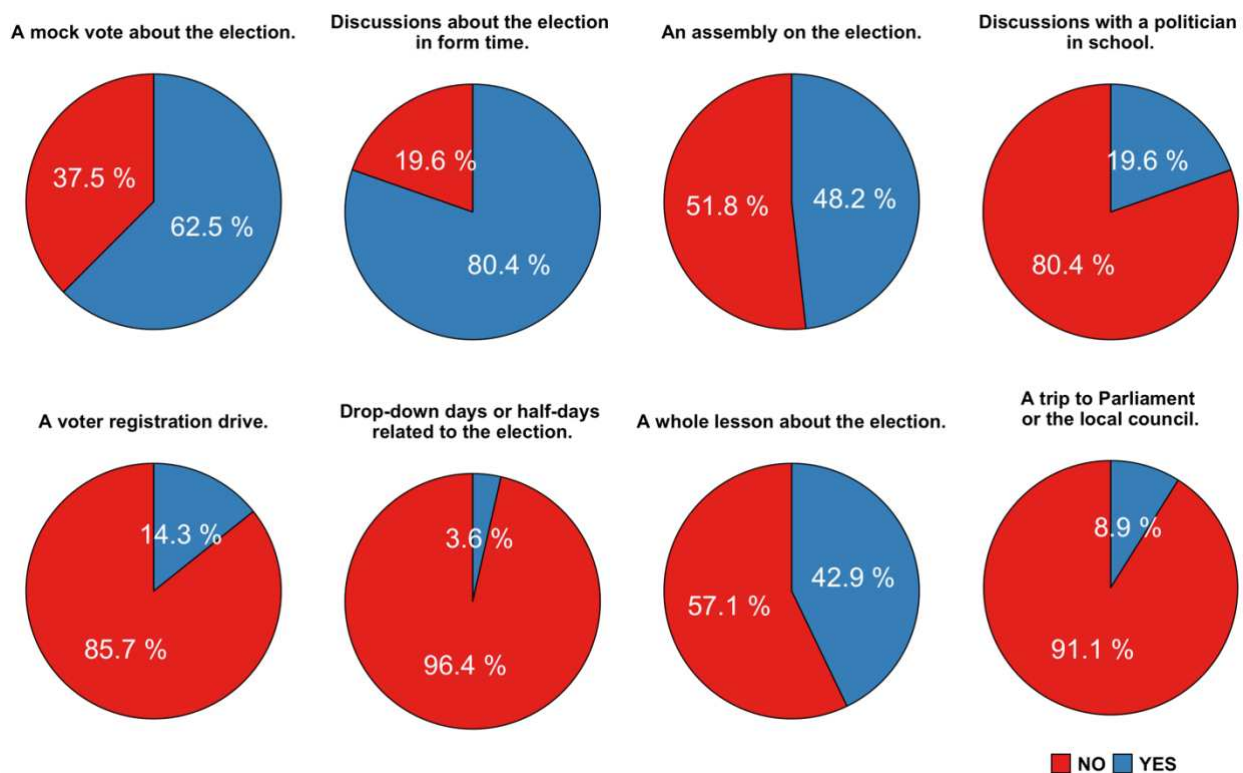 A mock vote about the election.
Discussions about the election
in form time.
An assembly on the election.
Discussions with a politician
in school.
37.5 %
62.5 %
19.6 %
80.4 %
51.8 %
48.2 %
19.6 %
80.4 %
A voter registration drive.
Drop-down days or half-days
related to the election.
A whole lesson about the election.
A trip to Parliament
or the local council.
14.3 %
85.7 %
3.6 %
96.4 %
57.1 %
42.9 %
8.9 %
91.1 %
NO YES